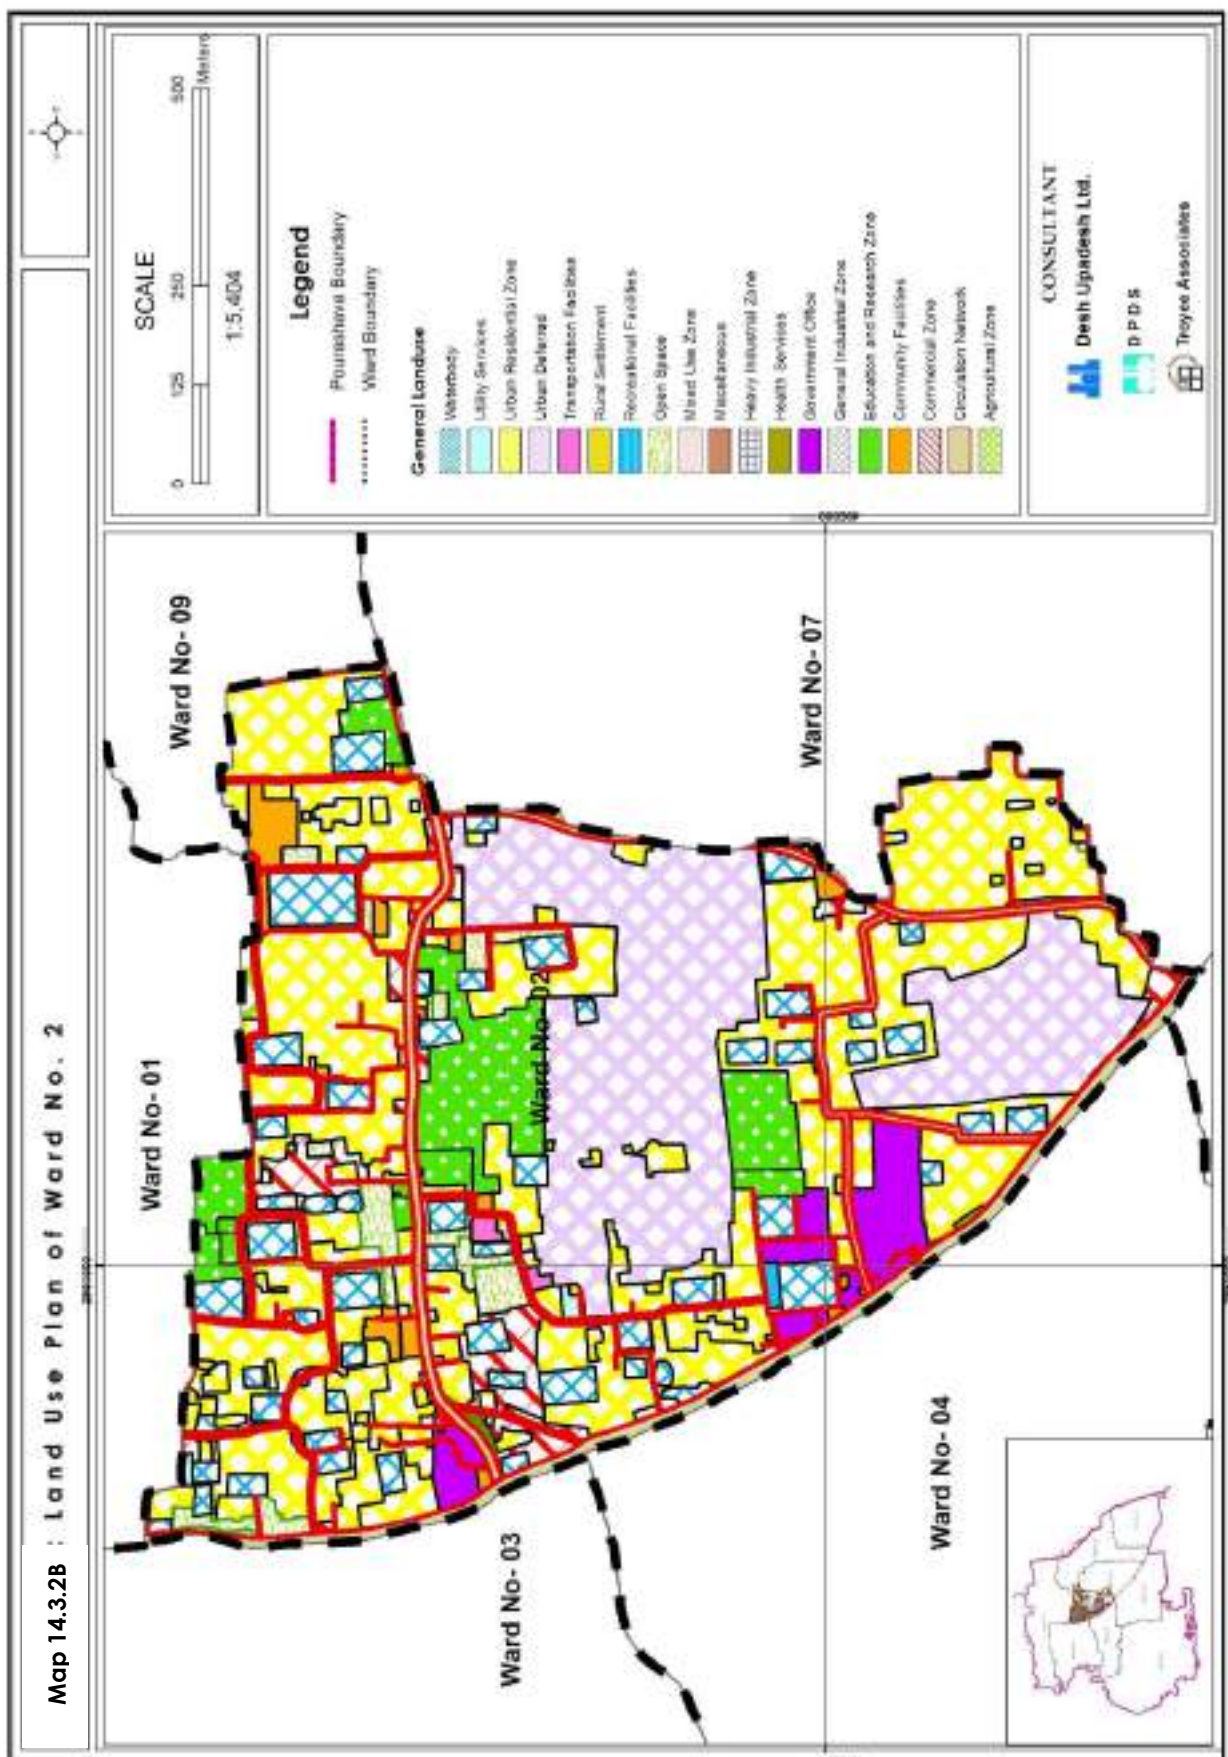 Map 14.3.2B : Land Use Plan of Ward No. 2
SCALE
0 125 250 500
Meters
1:5,404
Legend
Pourashava Boundary
Ward Boundary
General Landuse
Waterbody
Utility Services
Urban Residential Zone
Urban Deferred
Transportation Facilities
Rural Settlement
Recreational Facilities
Open Space
Mixed Use Zone
Miscellaneous
Heavy Industrial Zone
Health Services
Government Office
General Industrial Zone
Education and Research Zone
Community Facilities
Commercial Zone
Circulation Network
Agricultural Zone
CONSULTANT
Desh Upadesh Ltd.
D P D S
Troyee Associates
Ward No- 09
Ward No- 01
Ward No- 07
Ward No- 02
Ward No- 03
Ward No- 04